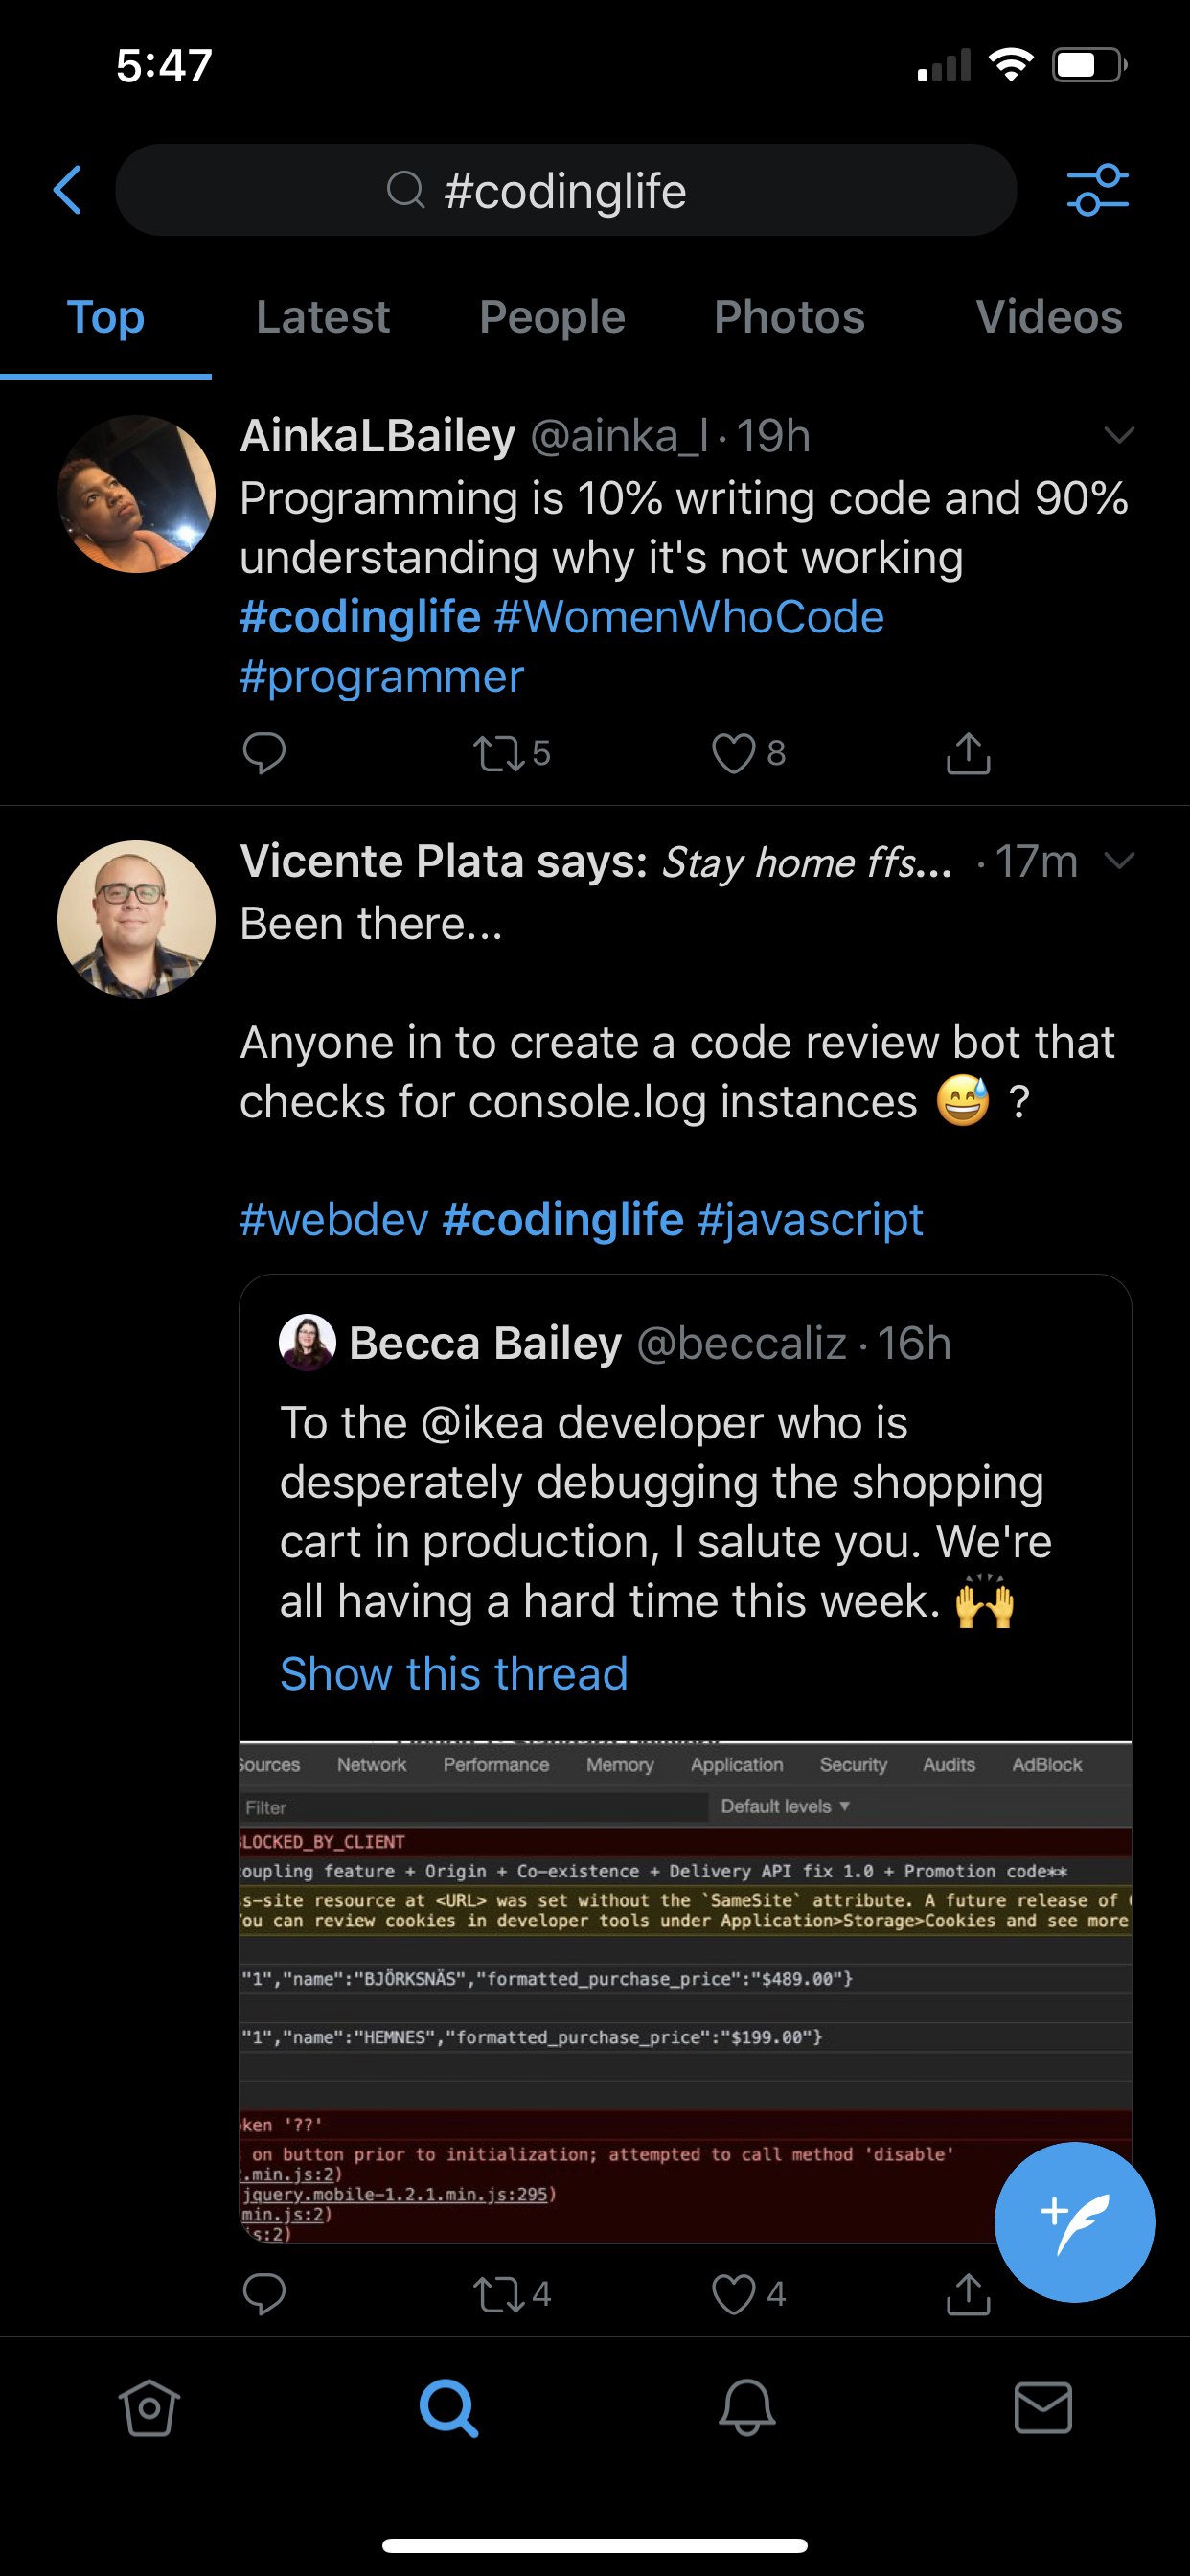 5:47
#codinglife
Top Latest People Photos Videos
AinkaLBailey @ainka_l · 19h
Programming is 10% writing code and 90%
understanding why it's not working
#codinglife #WomenWhoCode
#programmer
5 8
Vicente Plata says: Stay home ffs... · 17m
Been there...
Anyone in to create a code review bot that
checks for console.log instances 😅 ?
#webdev #codinglife #javascript
Becca Bailey @beccaliz · 16h
To the @ikea developer who is
desperately debugging the shopping
cart in production, I salute you. We're
all having a hard time this week. 🙌
Show this thread
Sources Network Performance Memory Application Security Audits AdBlock
Filter Default levels ▼
BLOCKED_BY_CLIENT
coupling feature + Origin + Co-existence + Delivery API fix 1.0 + Promotion code**
s-site resource at <URL> was set without the `SameSite` attribute. A future release of
You can review cookies in developer tools under Application>Storage>Cookies and see more
"1","name":"BJÖRKSNÄS","formatted_purchase_price":"$489.00"}
"1","name":"HEMNES","formatted_purchase_price":"$199.00"}
ken '??'
on button prior to initialization; attempted to call method 'disable'
.min.js:2)
jquery.mobile-1.2.1.min.js:295)
min.js:2)
js:2)
4 4